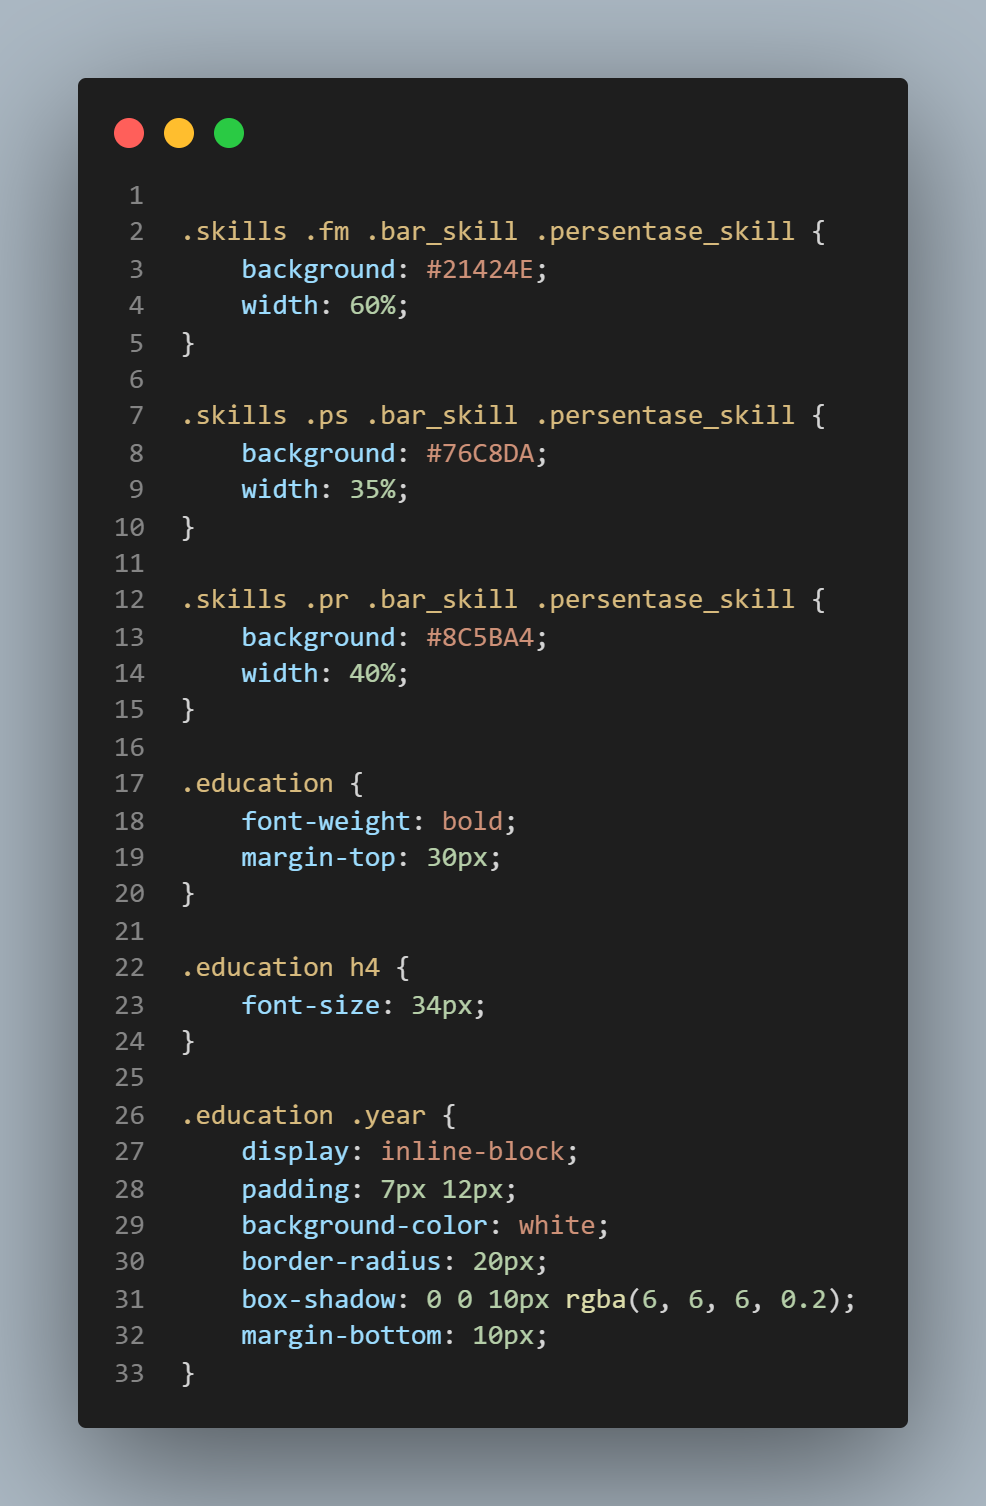 1
2 .skills .fm .bar_skill .persentase_skill {
3     background: #21424E;
4     width: 60%;
5 }
6
7 .skills .ps .bar_skill .persentase_skill {
8     background: #76C8DA;
9     width: 35%;
10 }
11
12 .skills .pr .bar_skill .persentase_skill {
13     background: #8C5BA4;
14     width: 40%;
15 }
16
17 .education {
18     font-weight: bold;
19     margin-top: 30px;
20 }
21
22 .education h4 {
23     font-size: 34px;
24 }
25
26 .education .year {
27     display: inline-block;
28     padding: 7px 12px;
29     background-color: white;
30     border-radius: 20px;
31     box-shadow: 0 0 10px rgba(6, 6, 6, 0.2);
32     margin-bottom: 10px;
33 }